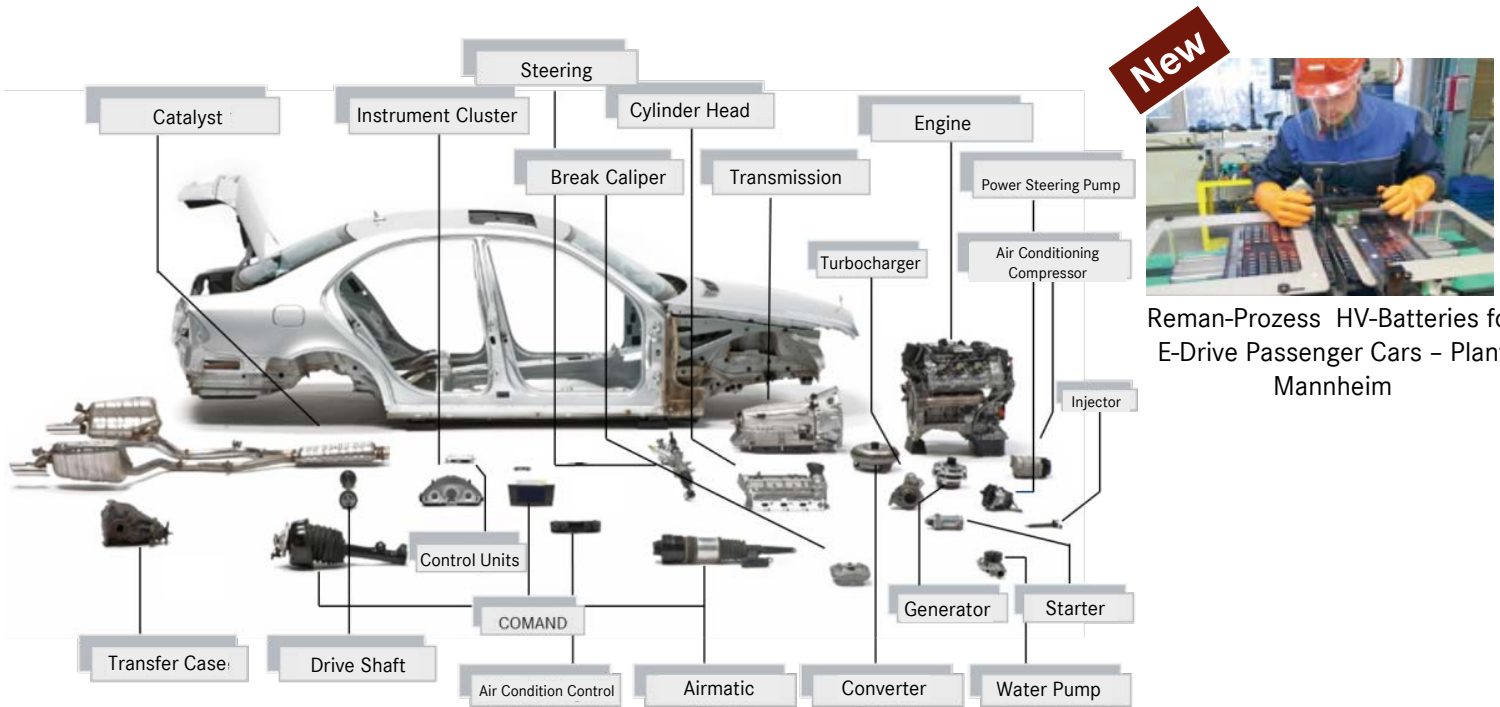 Steering
New
Catalyst
Instrument Cluster
Cylinder Head
Engine
Break Caliper
Transmission
Power Steering Pump
Turbocharger
Air Conditioning
Compressor
Reman-Prozess HV-Batteries fo
E-Drive Passenger Cars – Plant
Mannheim
Injector
Control Units
COMAND
Generator
Starter
Transfer Case
Drive Shaft
Air Condition Control
Airmatic
Converter
Water Pump